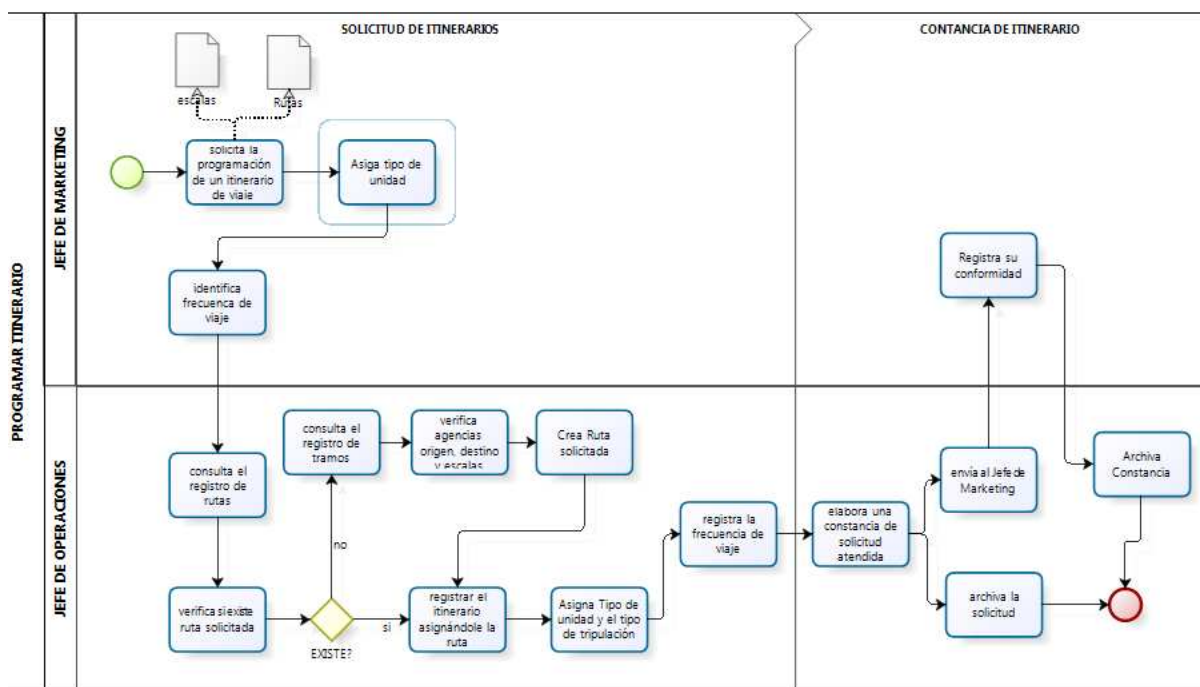 SOLICITUD DE ITINERARIOS
CONTANCIA DE ITINERARIO
PROGRAMAR ITINERARIO
JEFE DE MARKETING
escalas
Rutas
solicita la
programación
de un itinerario
de viaje
Asiga tipo de
unidad
identifica
frecuenca de
viaje
Registra su
conformidad
JEFE DE OPERACIONES
consulta el
registro de
rutas
verifica si existe
ruta solicitada
EXISTE?
no
si
consulta el
registro de
tramos
verifica
agencias
origen, destino
y escalas
Crea Ruta
solicitada
registrar el
itinerario
asignándole la
ruta
Asigna Tipo de
unidad y el tipo
de tripulación
registra la
frecuencia de
viaje
elabora una
constancia de
solicitud
atendida
envia al Jefe de
Marketing
archiva la
solicitud
Archiva
Constancia